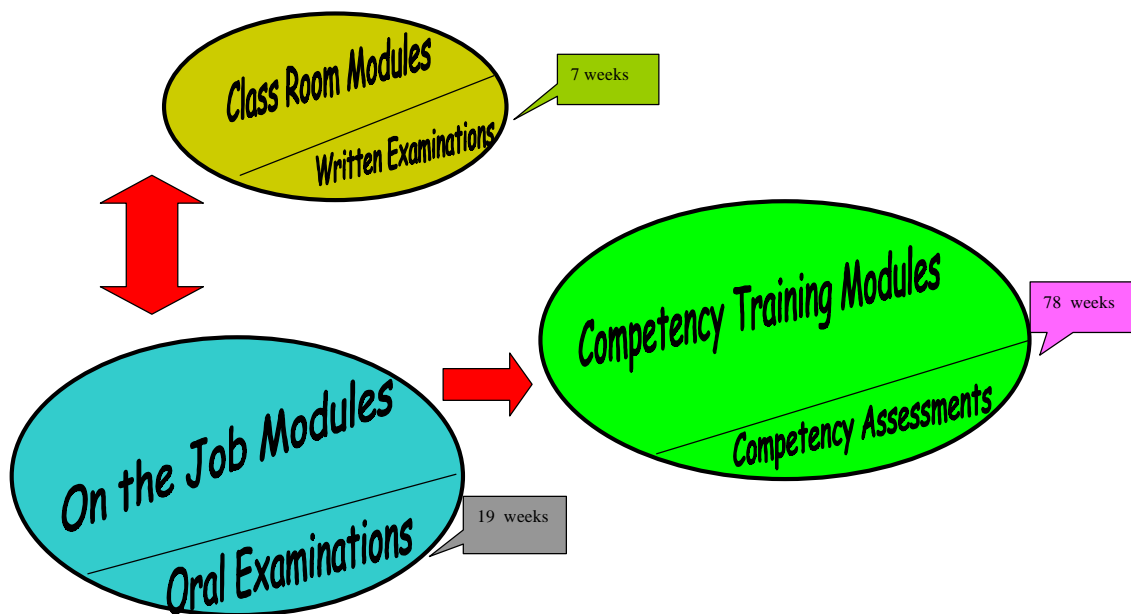 Class Room Modules
Written Examinations
7 weeks
Competency Training Modules
Competency Assessments
78 weeks
On the Job Modules
Oral Examinations
19 weeks